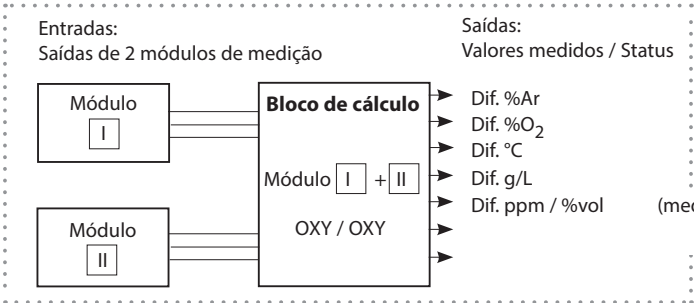 Entradas:
Saídas de 2 módulos de medição
Saídas:
Valores medidos / Status
Módulo
I
Módulo
II
Bloco de cálculo
Módulo I + II
OXY / OXY
Dif. %Ar
Dif. %O2
Dif. °C
Dif. g/L
Dif. ppm / %vol